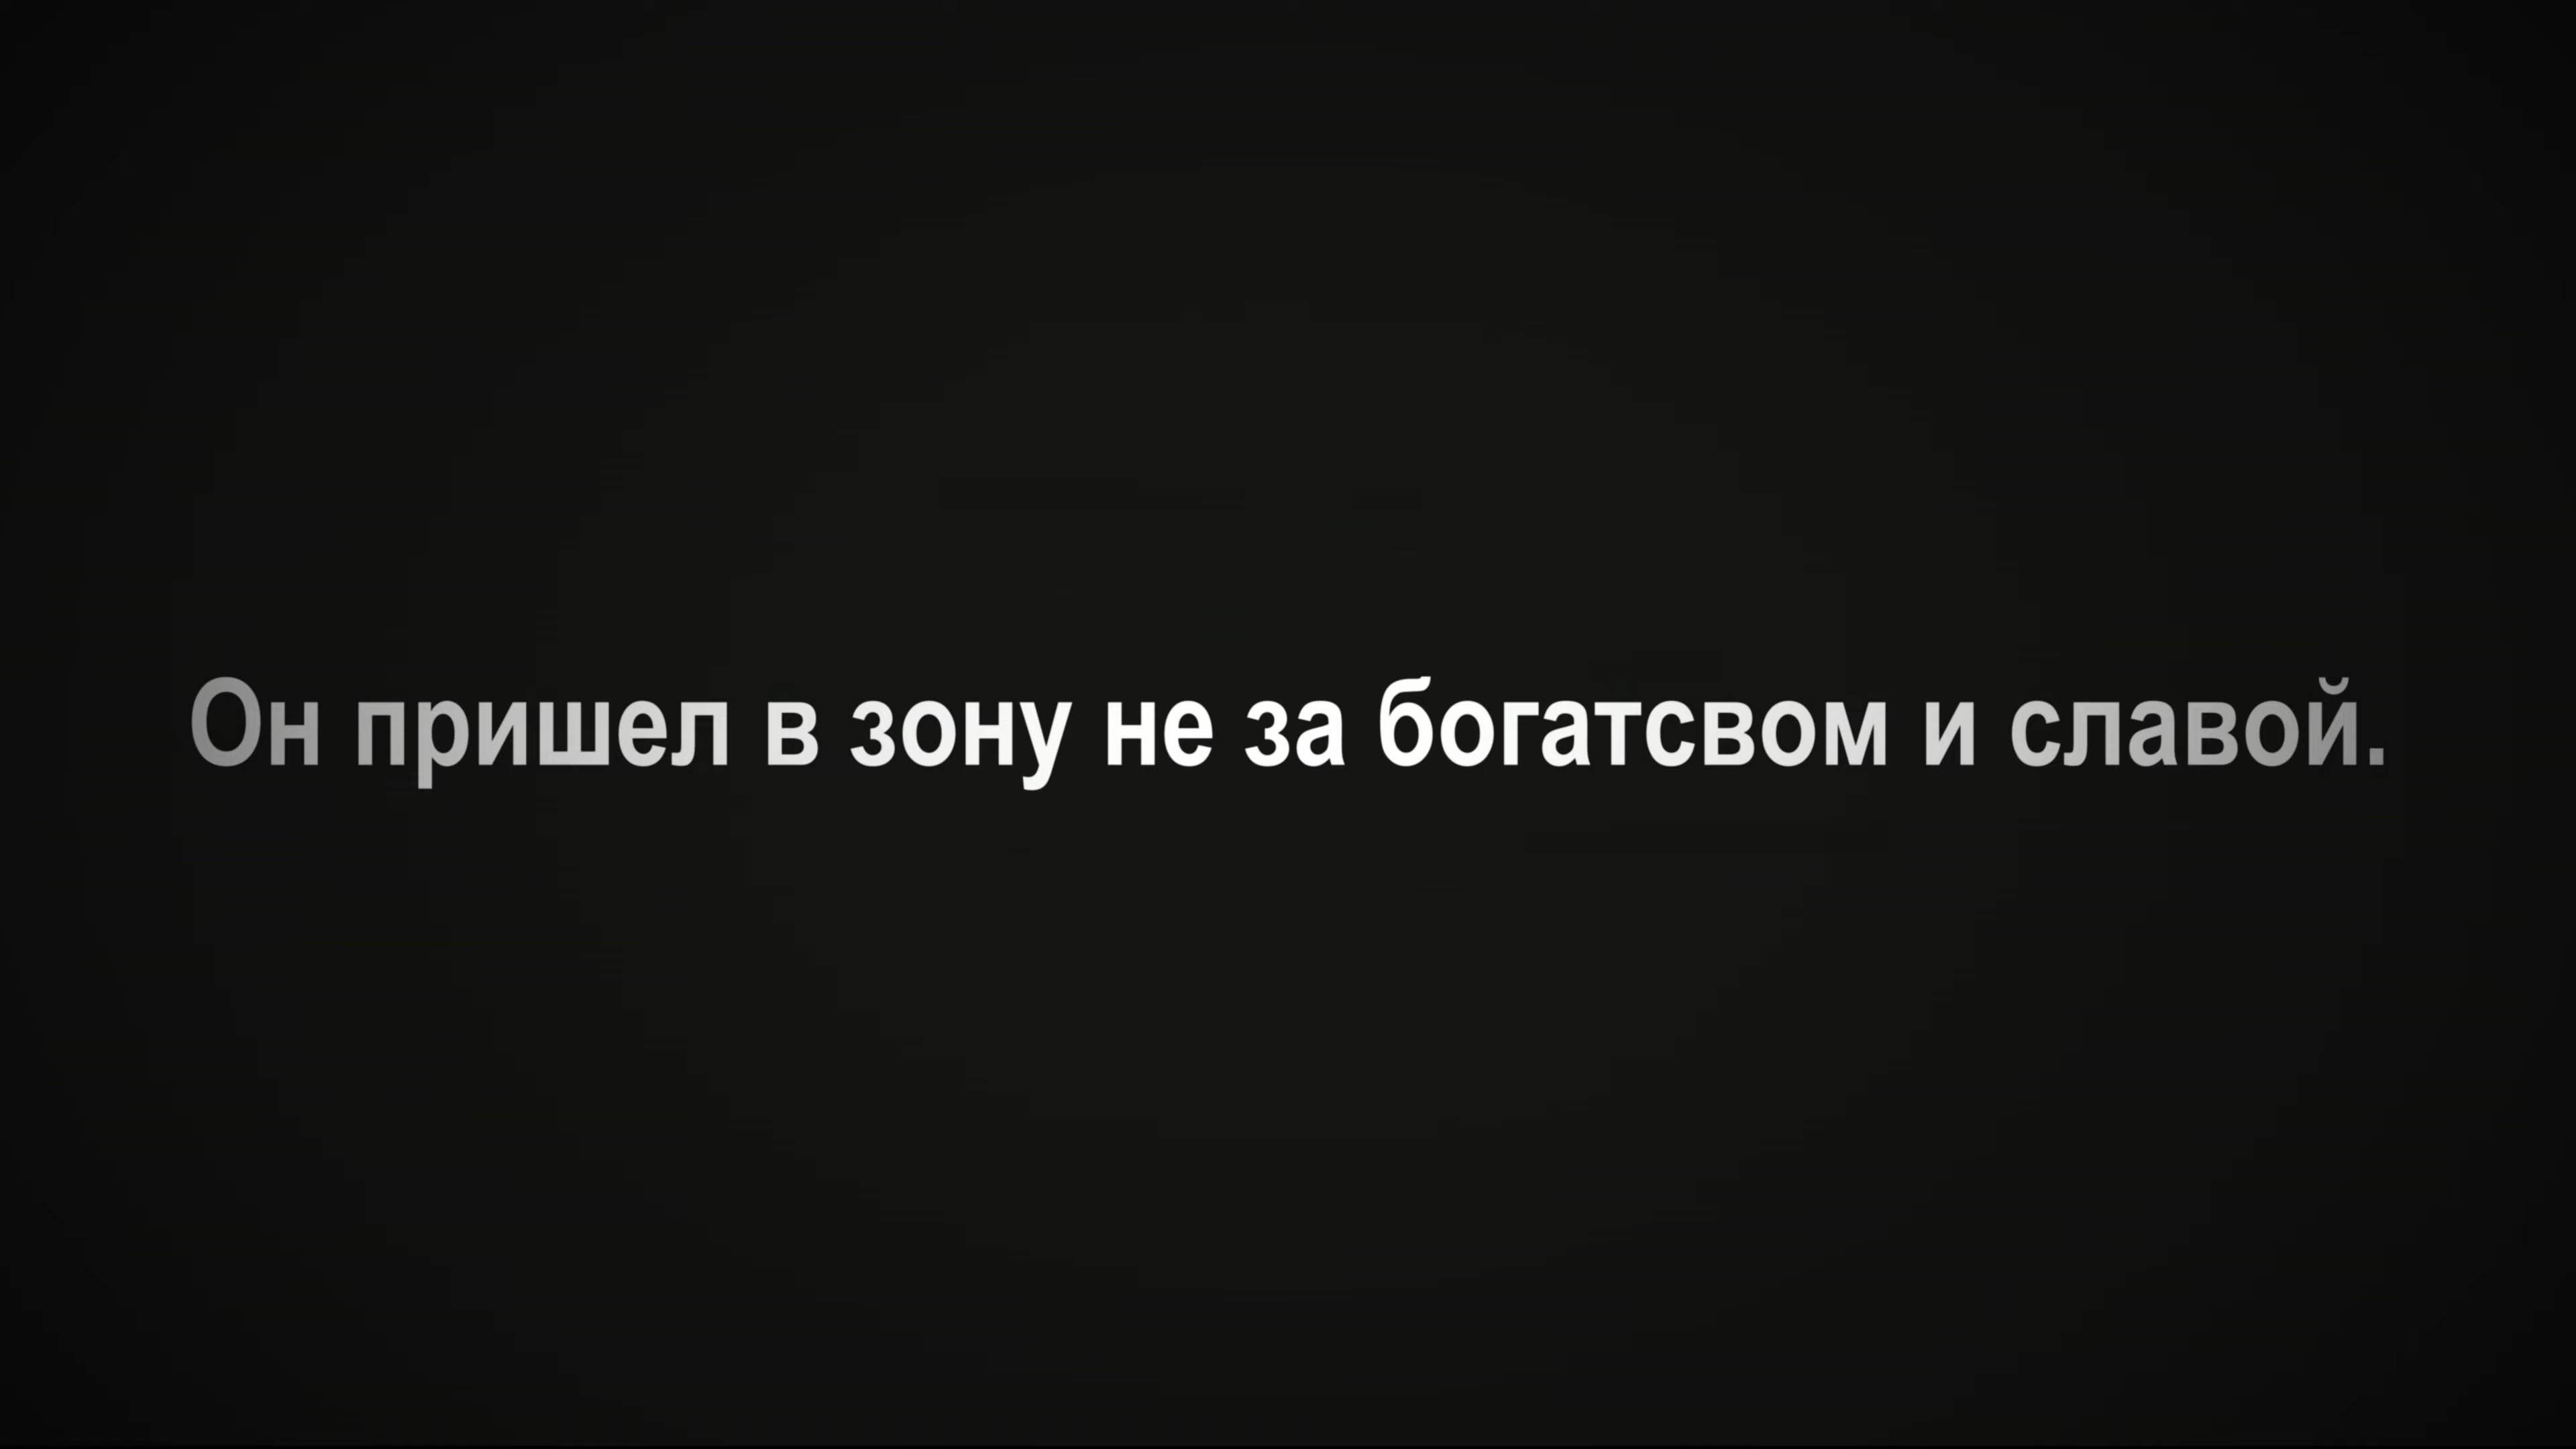 Он пришел в зону не за богатсвом и славой.